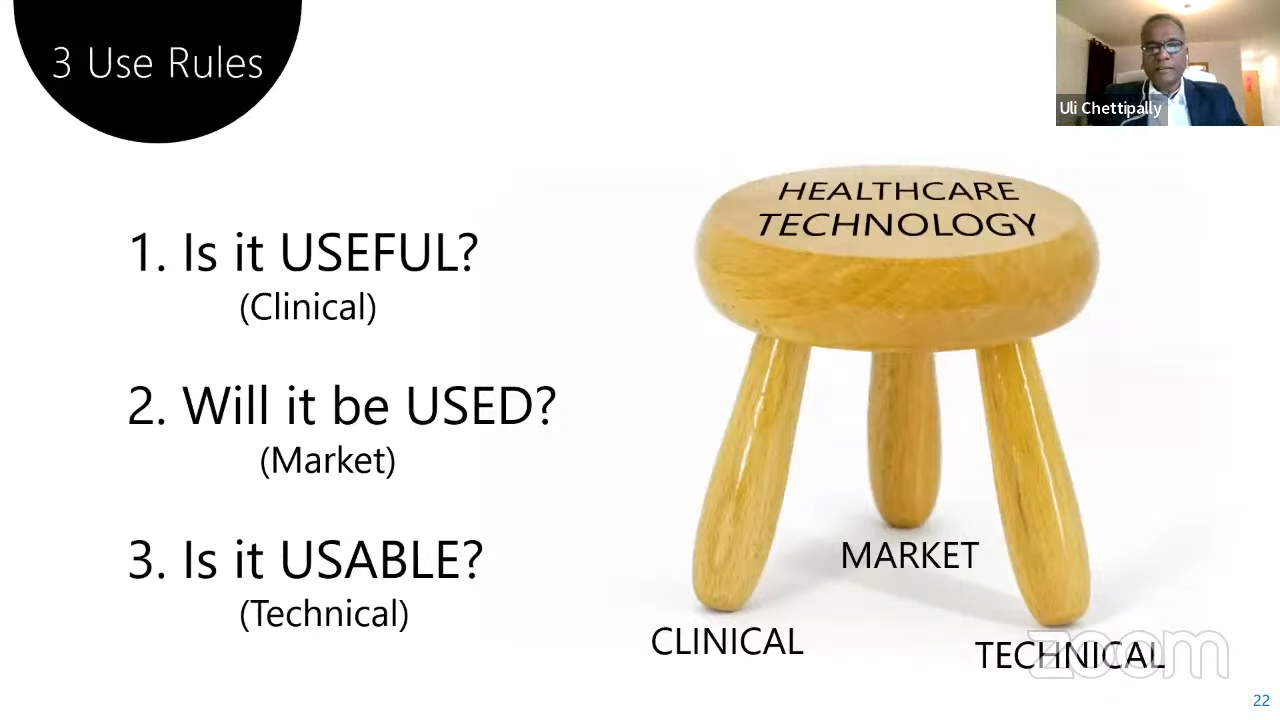 3 Use Rules
Uli Chettipally
1. Is it USEFUL?
(Clinical)
2. Will it be USED?
(Market)
3. Is it USABLE?
(Technical)
HEALTHCARE
TECHNOLOGY
MARKET
CLINICAL
TECHNICAL
zoom
22